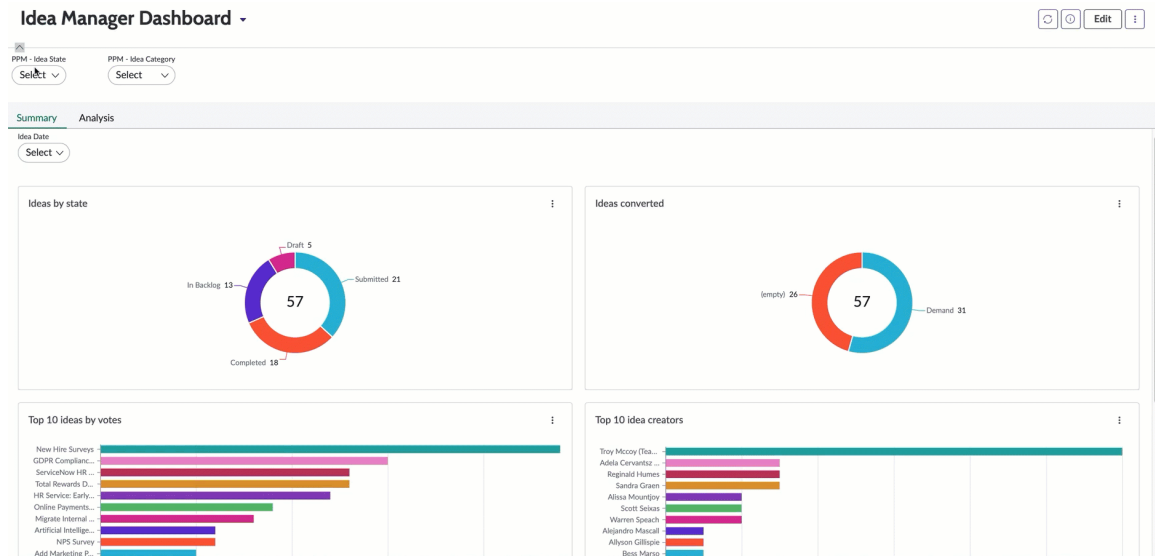 Idea Manager Dashboard
Edit
PPM - Idea State
PPM - Idea Category
Select
Select
Summary
Analysis
Idea Date
Select
Ideas by state
Draft 5
Submitted 21
In Backlog 13
57
Completed 18
Ideas converted
(empty) 26
57
Demand 31
Top 10 ideas by votes
New Hire Surveys
GDPR Complianc...
ServiceNow HR ...
Total Rewards D...
HR Service: Early...
Online Payments...
Migrate Internal ...
Artificial Intellige...
NPS Survey
Add Marketing P...
Top 10 idea creators
Troy Mccoy (Tea...
Adela Cervantsz ...
Reginald Humes
Sandra Graen
Alissa Mountjoy
Scott Seixas
Warren Speach
Alejandro Mascall
Allyson Gillispie
Bess Marso